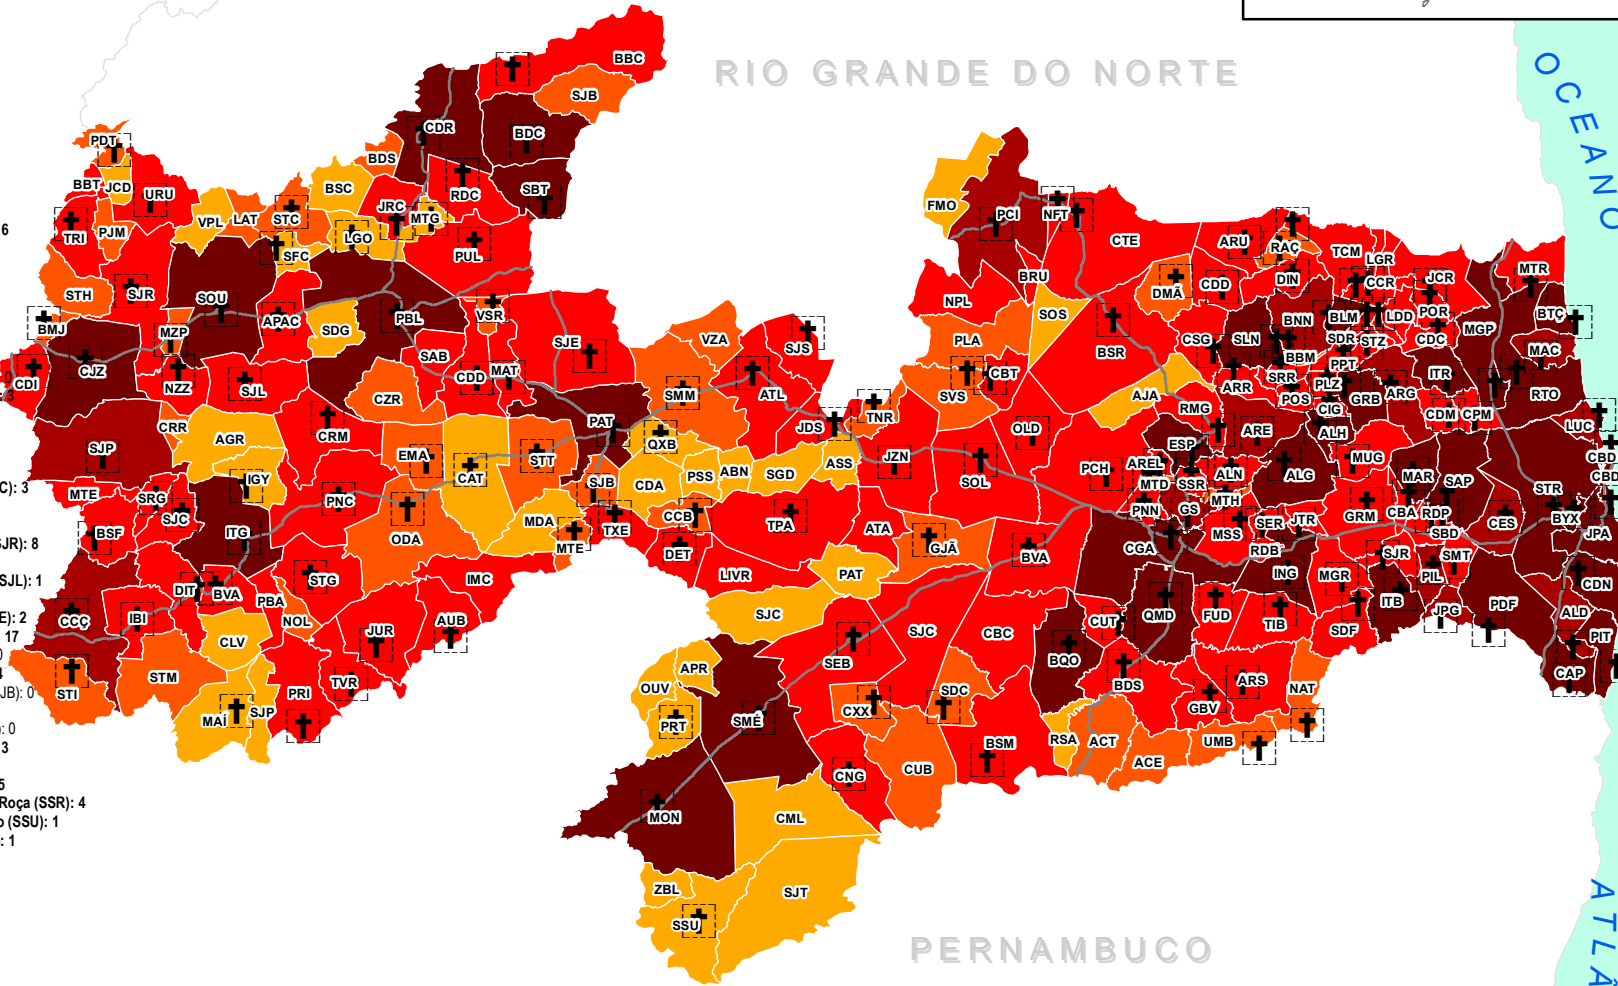 RIO GRANDE DO NORTE
OCEANO
ATLÂ
PERNAMBUCO
6
3
C): 3
SJR): 8
(SJL): 1
E): 2
17
JB): 0
): 0
3
5
Roça (SSR): 4
o (SSU): 1
: 1
BBC
SJB
CDR
BDC
PDT
BDS
BBT
JCD
URU
BSC
RDC
SBT
VPL
LAT
STC
JRC
MTG
TRI
PJM
LGO
SFC
PUL
STH
SJR
SOU
BMJ
MZP
APAC
SDG
PBL
VSR
SAB
SJE
CDI
CJZ
NZZ
SJL
CDD
MAT
VZA
SJS
CZR
SMM
ATL
CRR
AGR
CRM
PAT
JDS
TNR
SJP
EMA
CAT
STT
QXB
IGY
SJB
CDA
PSS
ABN
SGD
ASS
JZN
MTE
SRG
SJC
PNC
CCB
BSF
ITG
ODA
MDA
MTE
TXE
TPA
ATA
DET
DIT
BVA
STG
IMC
LIVR
PAT
PBA
CCÇ
IBI
NOL
AUB
SJC
CLV
JUR
STM
STI
PRI
TVR
MAI
SJP
APR
OUV
PRT
SMÉ
SEB
SJC
CBC
CXX
SDC
CNG
CUB
BSM
MON
CML
ZBL
SJT
SSU
FMO
PCI
NFT
CTE
ARU
RAC
TCM
LGR
BRU
NPL
DMÃ
CDD
DIN
CCR
JCR
MTR
SOS
PLA
BSR
CSG
SLN
BNN
BLM
LDD
POR
MGP
BTÇ
SDR
STZ
CDC
BBM
PPT
MAC
CBT
SVS
ARR
SRR
PLZ
ITR
AJA
POS
GRB
ARG
RTO
RMG
CIG
CDM
CPM
OLD
ARE
ALH
LUC
ESP
PCH
AREL
ALN
ALG
MUG
CBD
SOL
MTD
SSR
MAR
SAP
CBD
PNN
GS
MTH
STR
MSS
SER
JTR
GRM
CBA
RDP
CES
BYX
SBD
JPA
CGA
RDB
SJR
SMT
GJÃ
BVA
ING
MGR
PIL
CDN
QMD
FUD
TIB
ITB
JPG
PDF
ALD
CUT
SDF
PIT
BQO
BDS
ARS
NAT
CAP
GBV
RSA
ACT
UMB
ACE